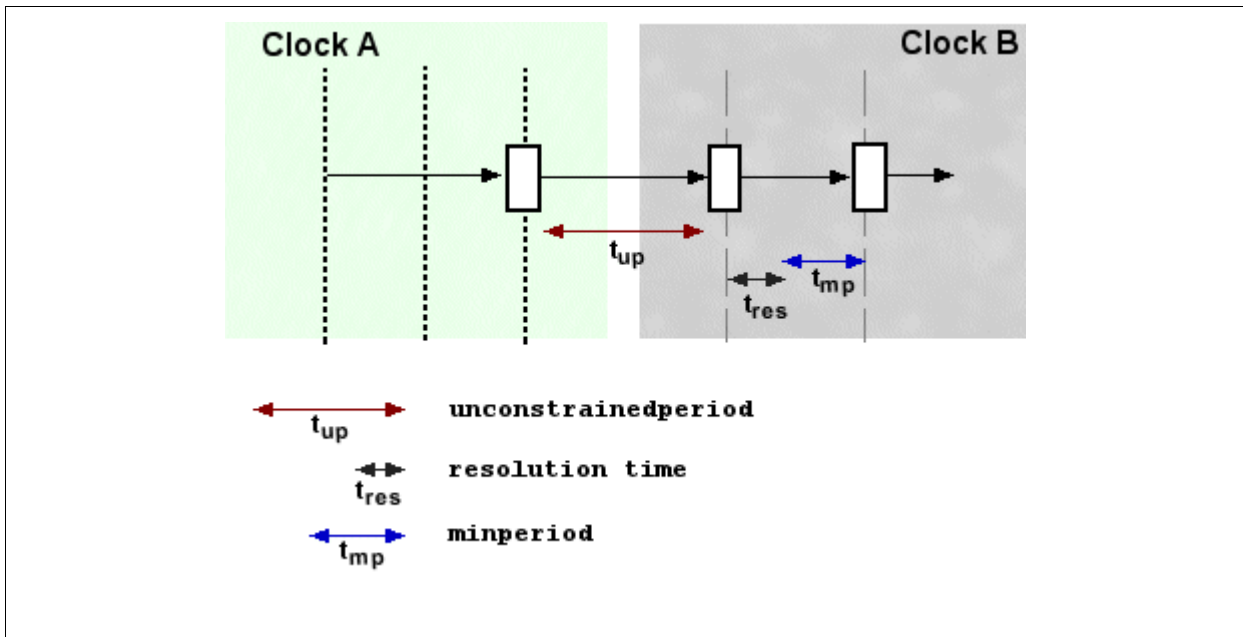 Clock A
Clock B
tup
tres
tmp
tup
unconstrainedperiod
tres
resolution time
tmp
minperiod